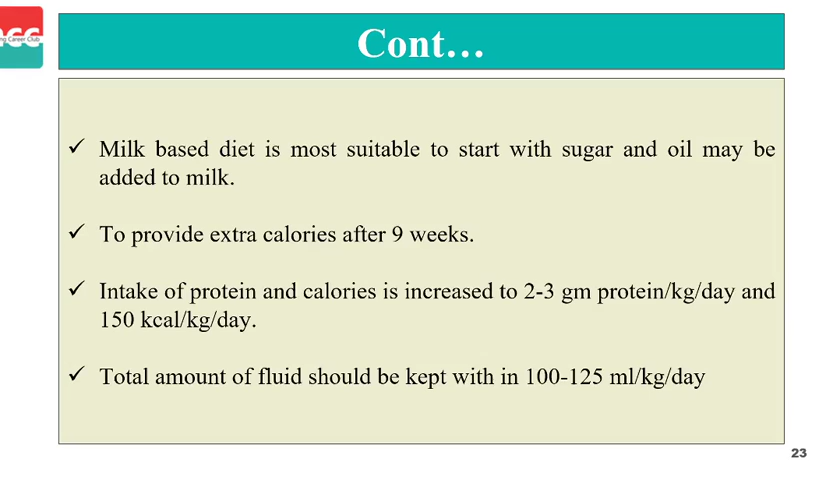 ng Career Club
Cont…
✓ Milk based diet is most suitable to start with sugar and oil may be
added to milk.
✓ To provide extra calories after 9 weeks.
✓ Intake of protein and calories is increased to 2-3 gm protein/kg/day and
150 kcal/kg/day.
✓ Total amount of fluid should be kept with in 100-125 ml/kg/day
23